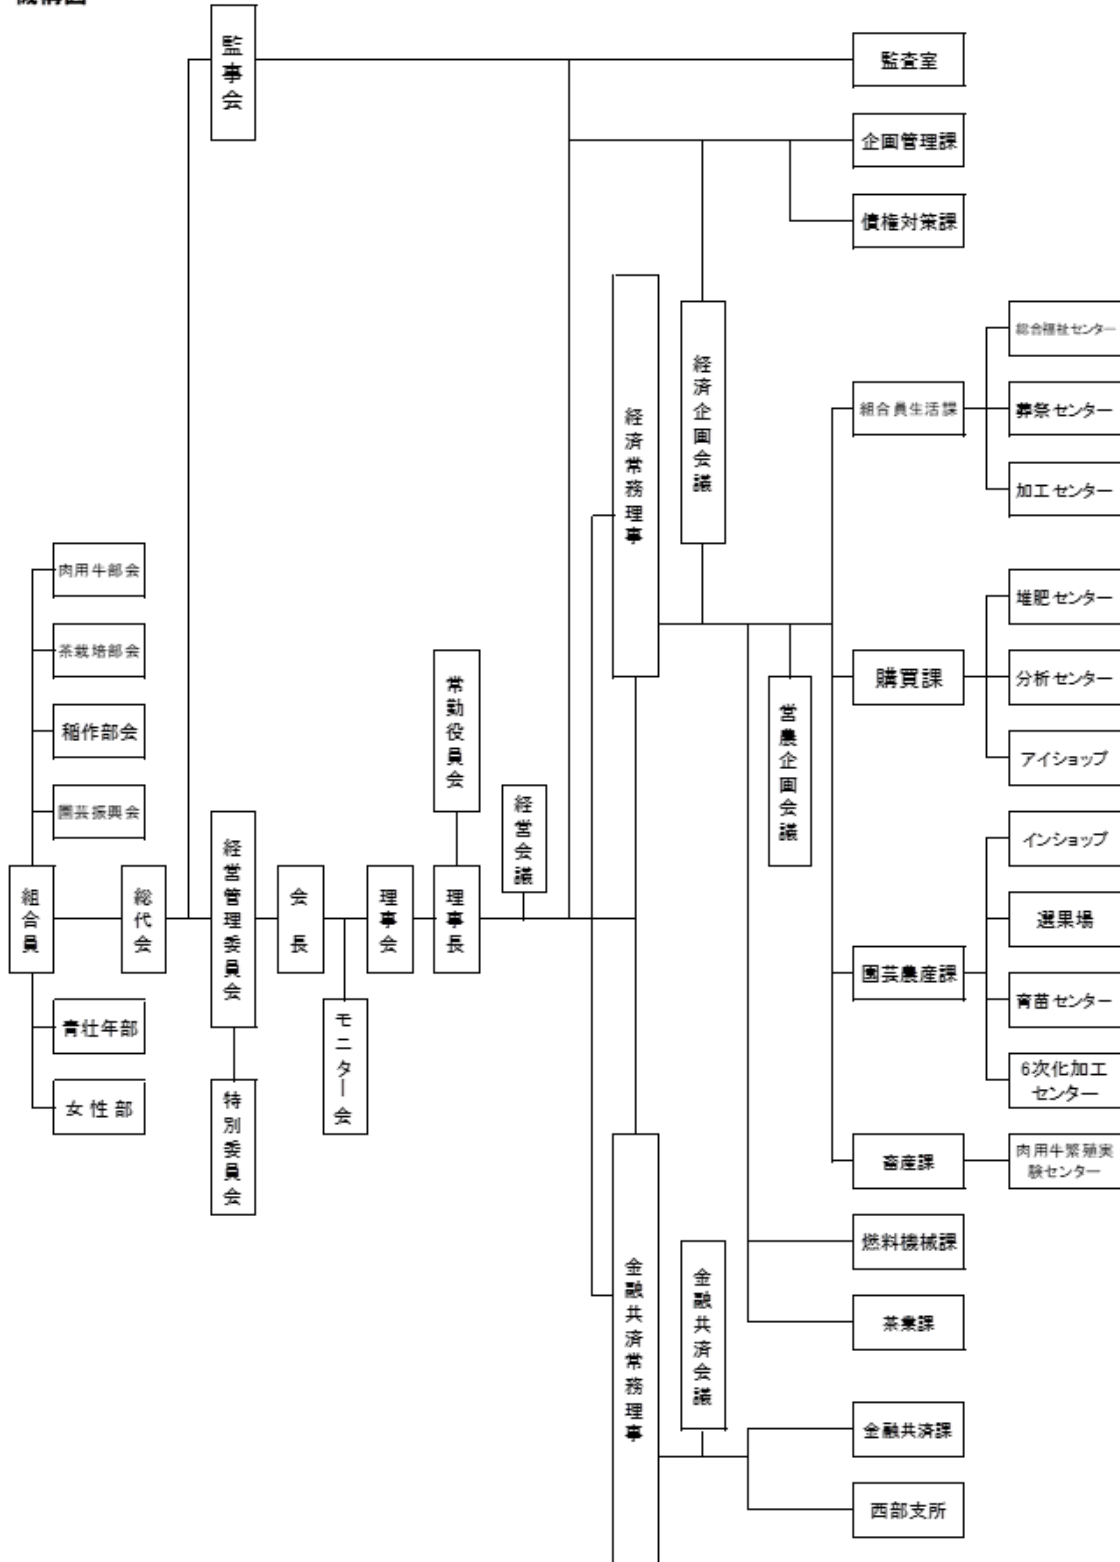 機構図
監事会
監査室
企画管理課
債権対策課
経済常務理事
経済企画会議
組合員生活課
総合福祉センター
葬祭センター
加工センター
肉用牛部会
茶栽培部会
稲作部会
園芸振興会
組合員
青壮年部
女性部
総代会
経営管理委員会
特別委員会
会長
モニター会
理事会
常勤役員会
理事長
経営会議
営農企画会議
購買課
堆肥センター
分析センター
アイショップ
園芸農産課
インショップ
選果場
育苗センター
6次化加工
センター
畜産課
肉用牛繁殖実
験センター
燃料機械課
茶業課
金融共済常務理事
金融共済会議
金融共済課
西部支所